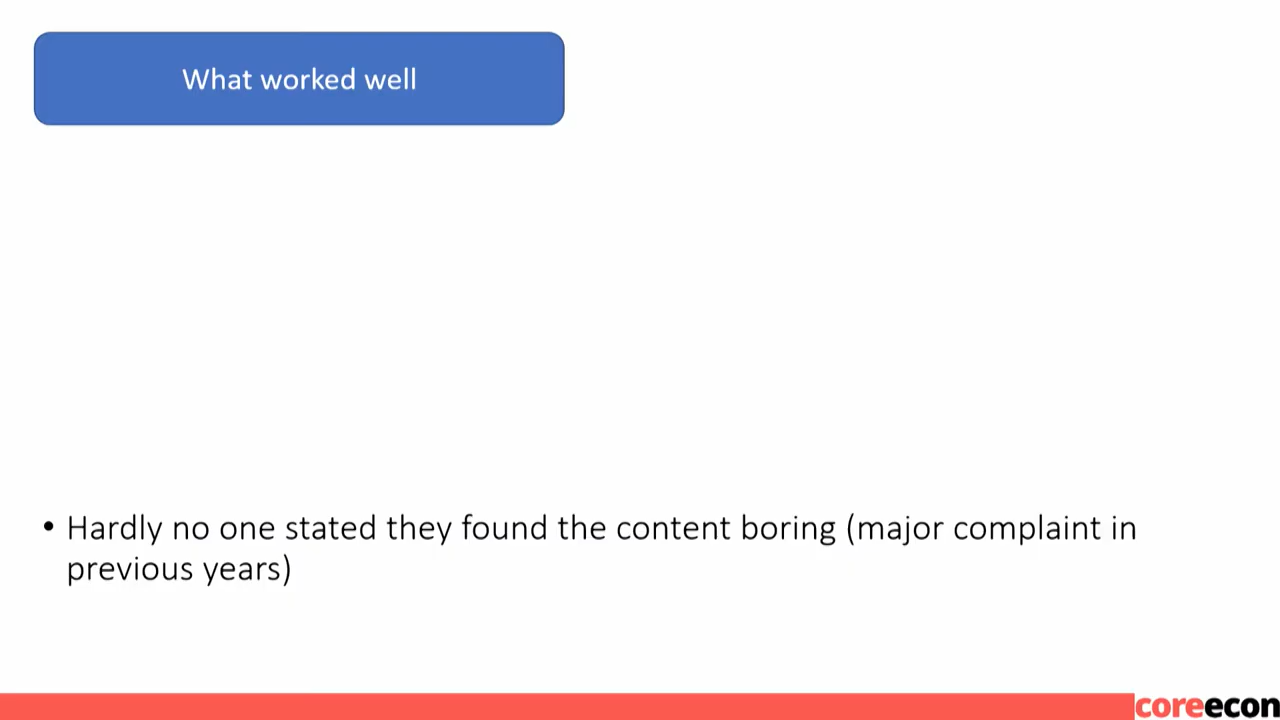 What worked well
• Hardly no one stated they found the content boring (major complaint in
previous years)
coreecon